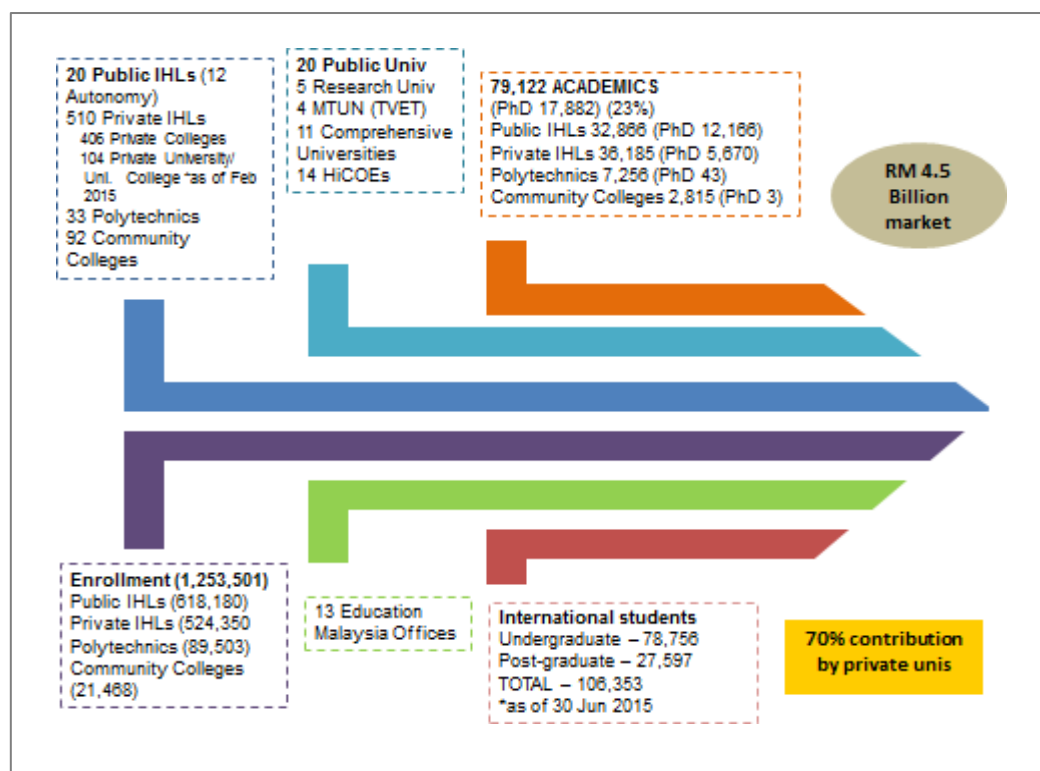 20 Public IHLs (12
Autonomy)
510 Private IHLs
406 Private Colleges
104 Private University/
Uni. College *as of Feb
2015
33 Polytechnics
92 Community
Colleges
20 Public Univ
5 Research Univ
4 MTUN (TVET)
11 Comprehensive
Universities
14 HiCOEs
79,122 ACADEMICS
(PhD 17,882) (23%)
Public IHLs 32,866 (PhD 12,166)
Private IHLs 36,185 (PhD 5,670)
Polytechnics 7,256 (PhD 43)
Community Colleges 2,815 (PhD 3)
RM 4.5
Billion
market
Enrollment (1,253,501)
Public IHLs (618,180)
Private IHLs (524,350
Polytechnics (89,503)
Community Colleges
(21,468)
13 Education
Malaysia Offices
International students
Undergraduate – 78,756
Post-graduate – 27,597
TOTAL – 106,353
*as of 30 Jun 2015
70% contribution
by private unis